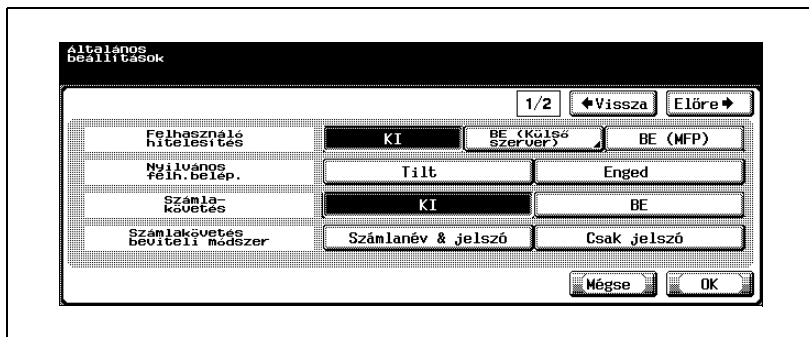 Általános
beállítások
1/2 Vissza Előre
Felhasználó
hitelesítés
KI
BE (Külső
szerver)
BE (MFP)
Nyilvános
felh.belép.
Tilt
Enged
Számla-
követés
KI
BE
Számlakövetés
beviteli módszer
Számlanév & jelszó
Csak jelszó
Mégse
OK